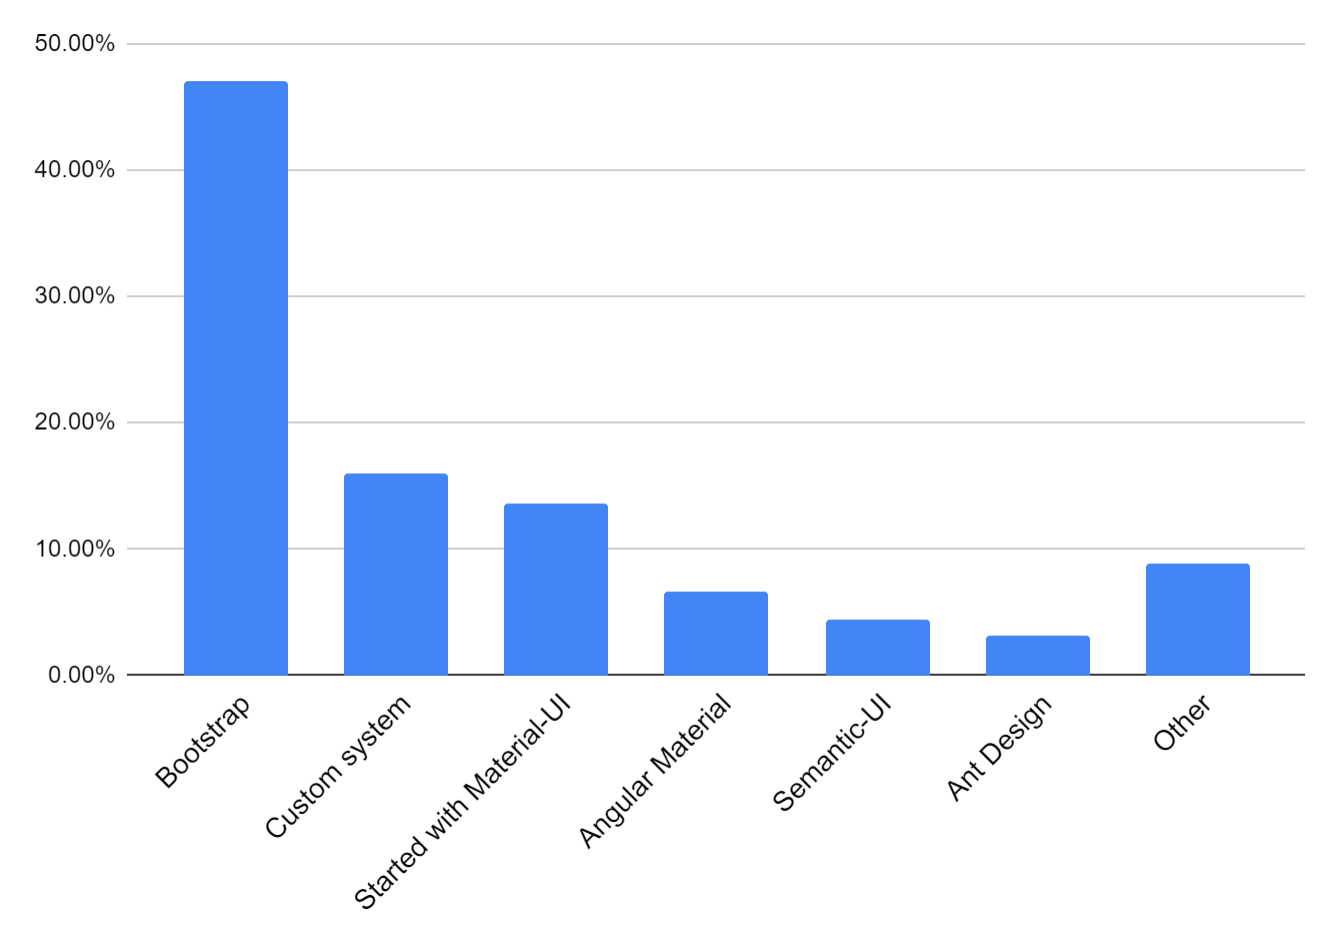 50.00%
40.00%
30.00%
20.00%
10.00%
0.00%
Bootstrap
Custom system
Started with Material-UI
Angular Material
Semantic-UI
Ant Design
Other